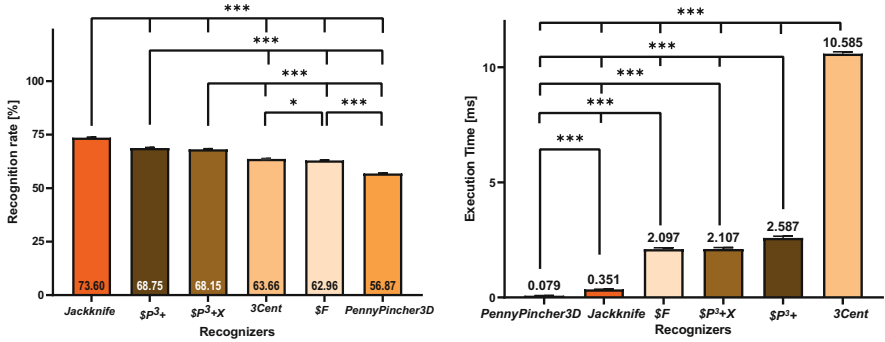 ***
***
***
*
***
Recognition rate [%]
100
75
50
25
0
73.60
68.75
68.15
63.66
62.96
56.87
Jackknife
$P³+
$P³+X
3Cent
$F
PennyPincher3D
Recognizers
***
***
***
***
***
Execution Time [ms]
10
5
0
0.079
0.351
2.097
2.107
2.587
10.585
PennyPincher3D
Jackknife
$F
$P³+X
$P³+
3Cent
Recognizers